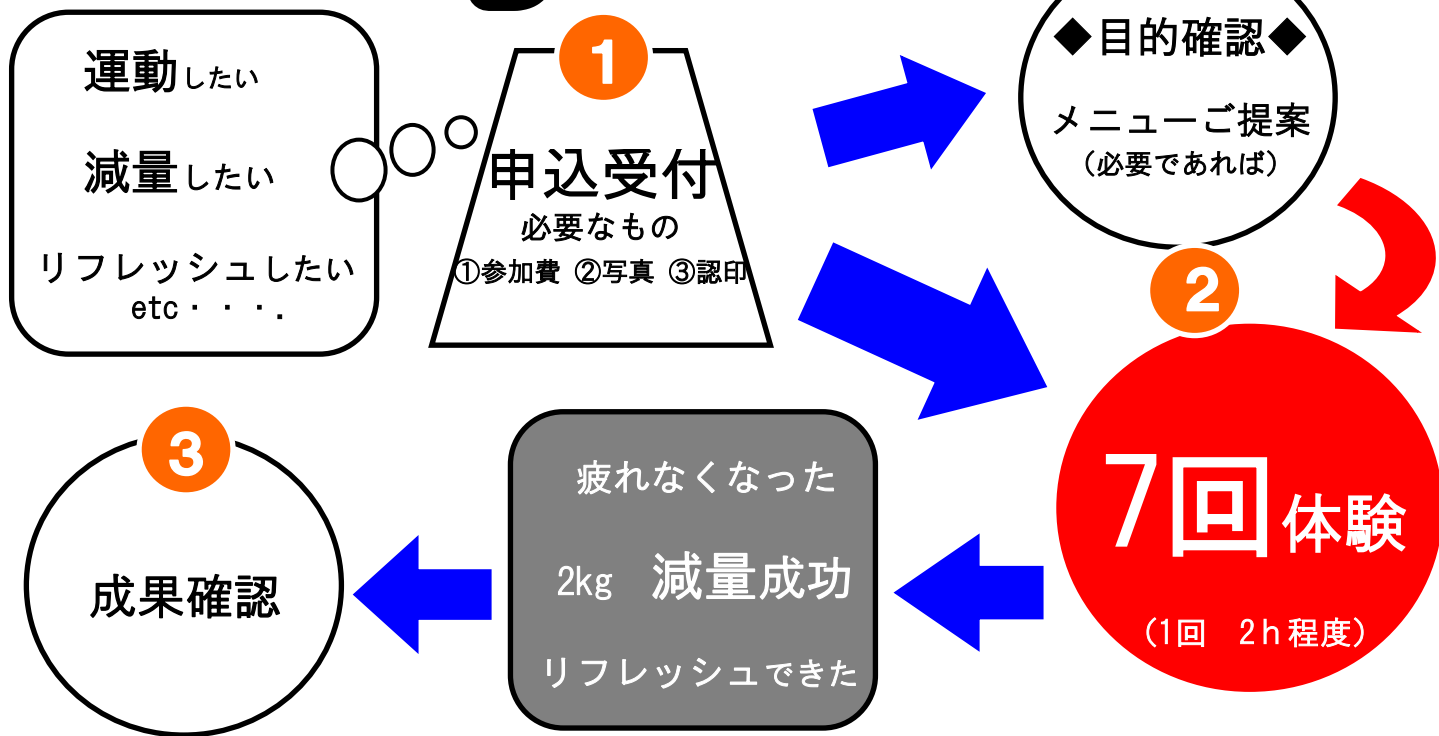 運動したい
減量したい
リフレッシュしたい
etc・・・.
1
申込受付
必要なもの
①参加費 ②写真 ③認印
◆目的確認◆
メニューご提案
(必要であれば)
2
7回体験
(1回　2h程度)
疲れなくなった
2kg　減量成功
リフレッシュできた
3
成果確認